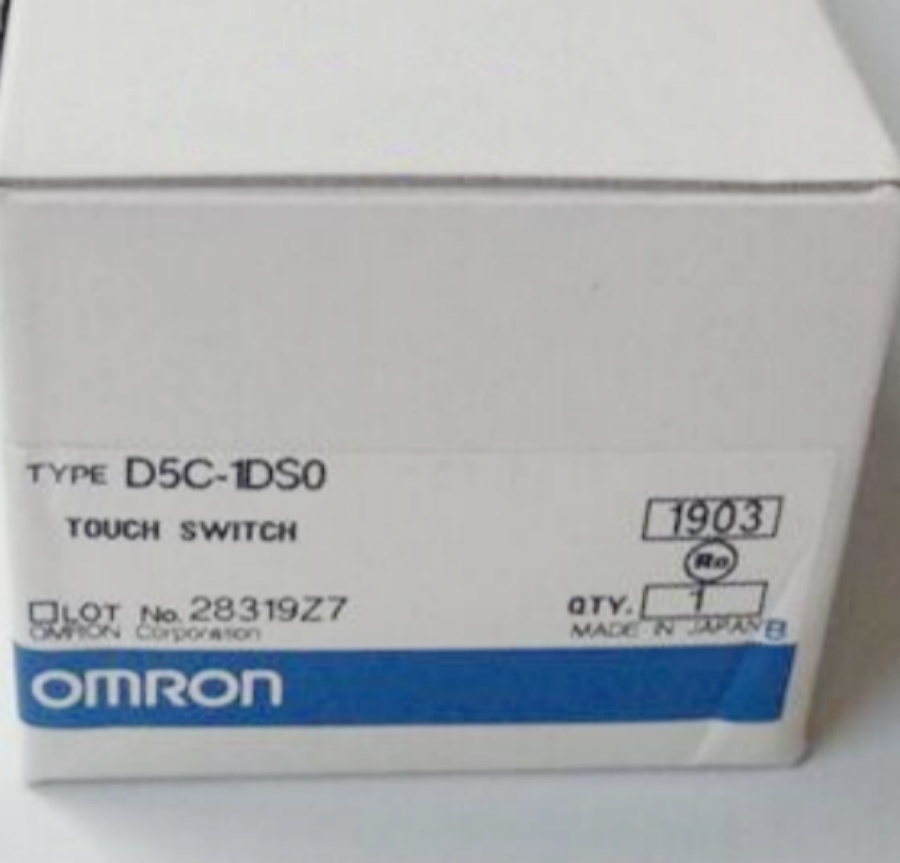 TYPE D5C-1DS0
TOUCH SWITCH
1903
Ro
LOT No. 28319Z7
QTY. 1
OMRON Corporation
MADE IN JAPAN B
OMRON